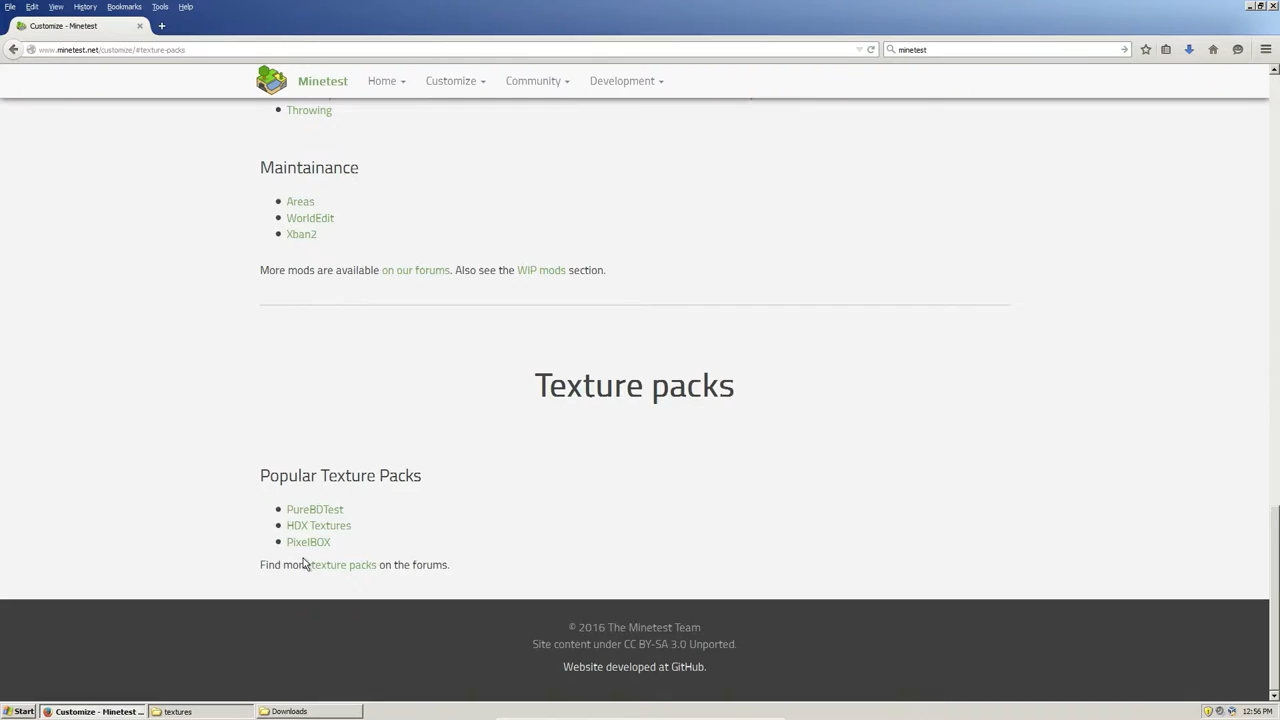 File Edit View History Bookmarks Tools Help
Customize - Minetest
www.minetest.net/customize/#texture-packs
minetest
Minetest Home Customize Community Development
Throwing
Maintainance
Areas
WorldEdit
Xban2
More mods are available on our forums. Also see the WIP mods section.
Texture packs
Popular Texture Packs
PureBDTest
HDX Textures
PixelBOX
Find more texture packs on the forums.
© 2016 The Minetest Team
Site content under CC BY-SA 3.0 Unported.
Website developed at GitHub.
Start Customize - Minetest ... textures Downloads 12:56 PM